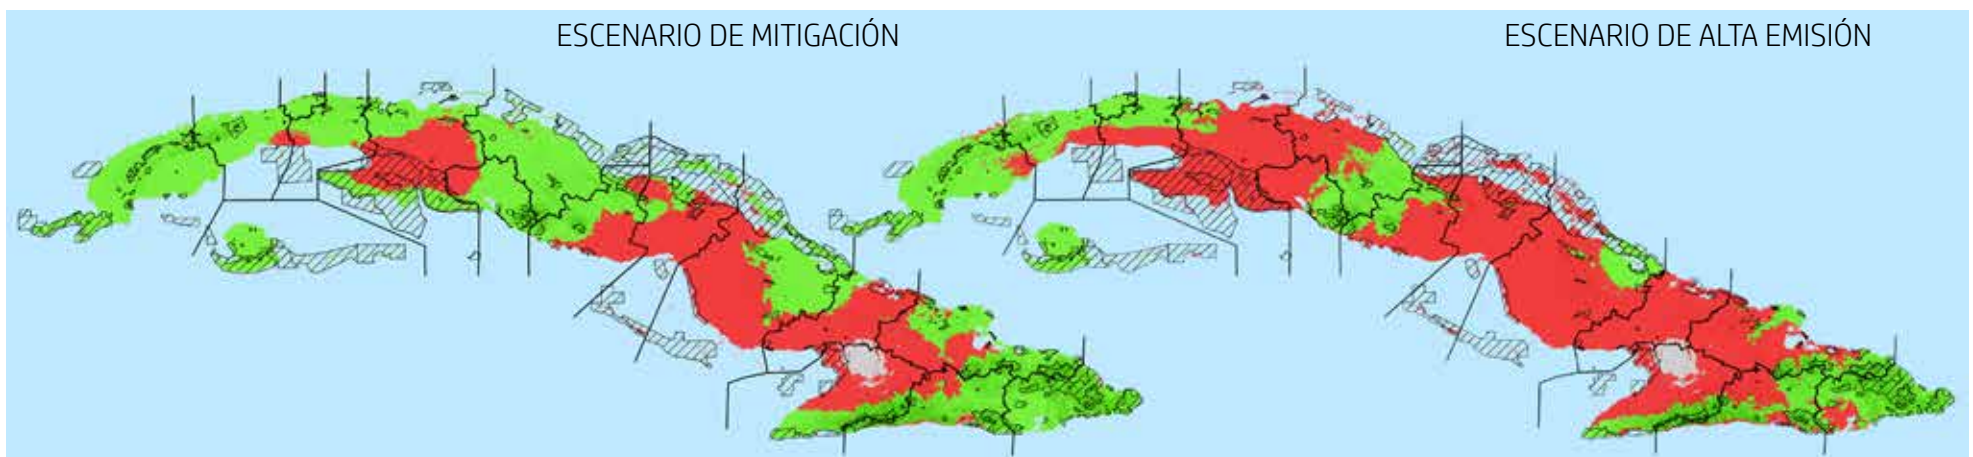 ESCENARIO DE MITIGACIÓN
ESCENARIO DE ALTA EMISIÓN